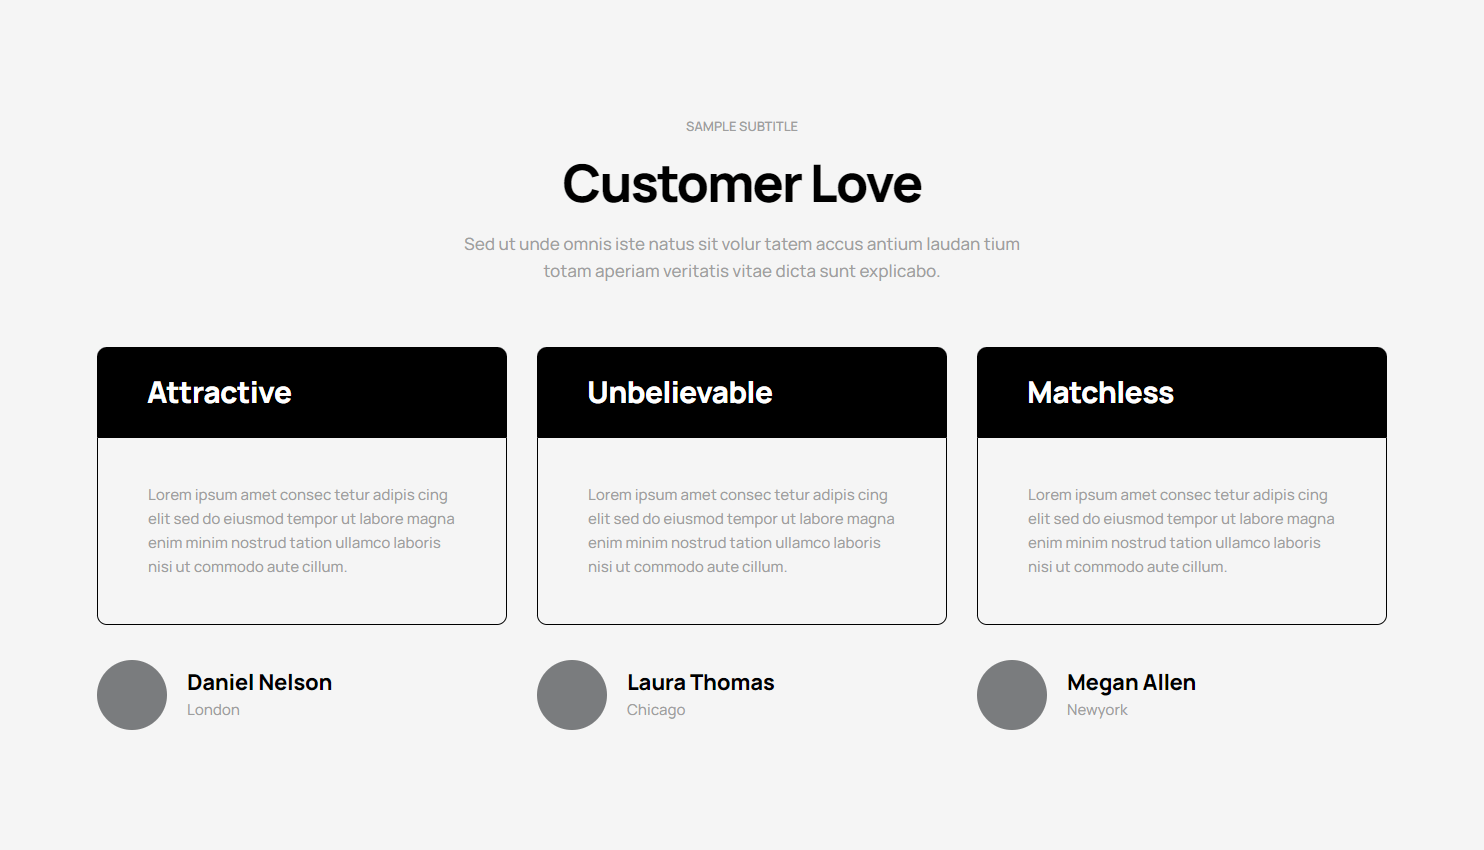 SAMPLE SUBTITLE
Customer Love
Sed ut unde omnis iste natus sit volur tatem accus antium laudan tium
totam aperiam veritatis vitae dicta sunt explicabo.
Attractive
Lorem ipsum amet consec tetur adipis cing
elit sed do eiusmod tempor ut labore magna
enim minim nostrud tation ullamco laboris
nisi ut commodo aute cillum.
Daniel Nelson
London
Unbelievable
Lorem ipsum amet consec tetur adipis cing
elit sed do eiusmod tempor ut labore magna
enim minim nostrud tation ullamco laboris
nisi ut commodo aute cillum.
Laura Thomas
Chicago
Matchless
Lorem ipsum amet consec tetur adipis cing
elit sed do eiusmod tempor ut labore magna
enim minim nostrud tation ullamco laboris
nisi ut commodo aute cillum.
Megan Allen
Newyork